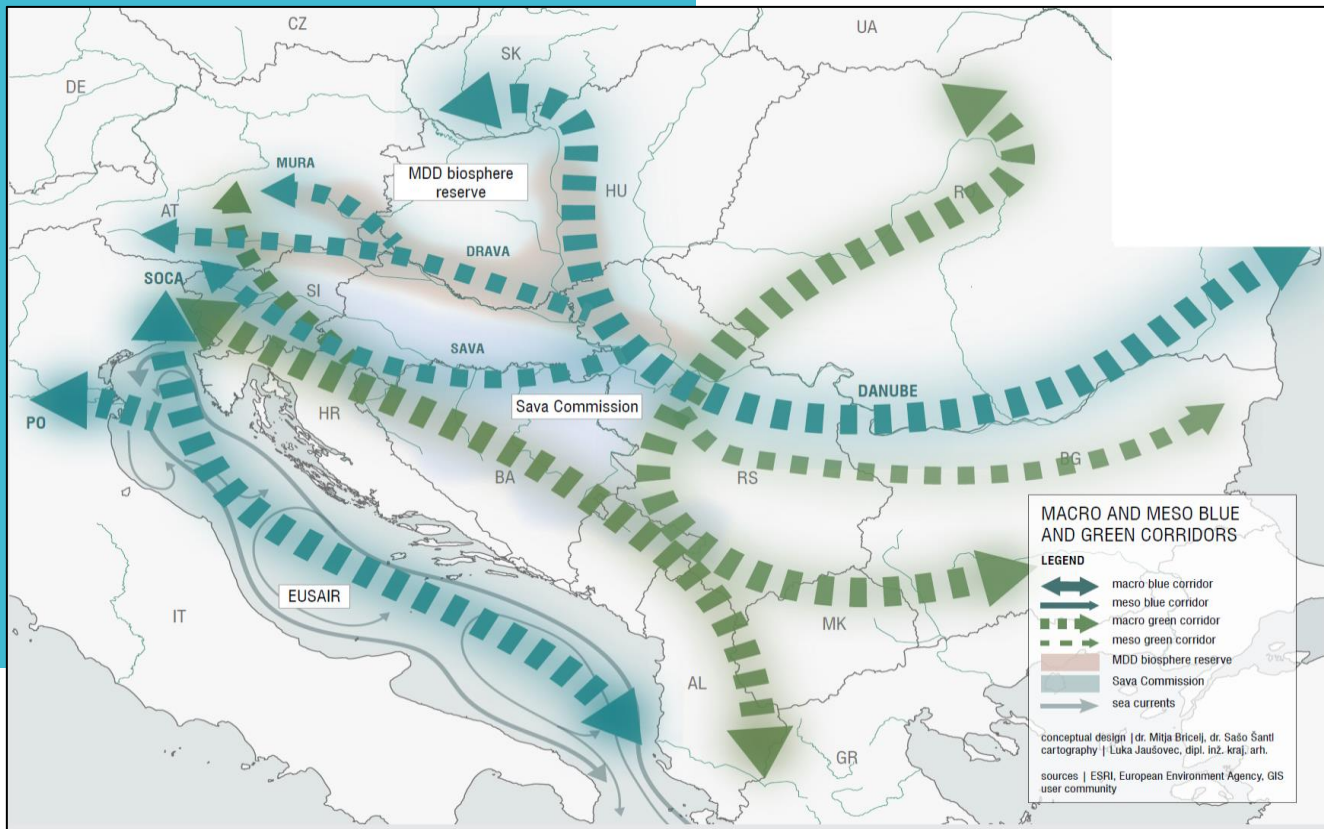 CZ
UA
SK
DE
MURA
MDD biosphere
reserve
HU
RO
AT
DRAVA
SOCA
SI
SAVA
DANUBE
PO
HR
Sava Commission
BA
RS
BG
EUSAIR
IT
MK
AL
GR
MACRO AND MESO BLUE
AND GREEN CORRIDORS
LEGEND
macro blue corridor
meso blue corridor
macro green corridor
meso green corridor
MDD biosphere reserve
Sava Commission
sea currents
conceptual design | dr. Mitja Bricelj, dr. Sašo Šantl
cartography | Luka Jaušovec, dipl. inž. kraj. arh.
sources | ESRI, European Environment Agency, GIS
user community